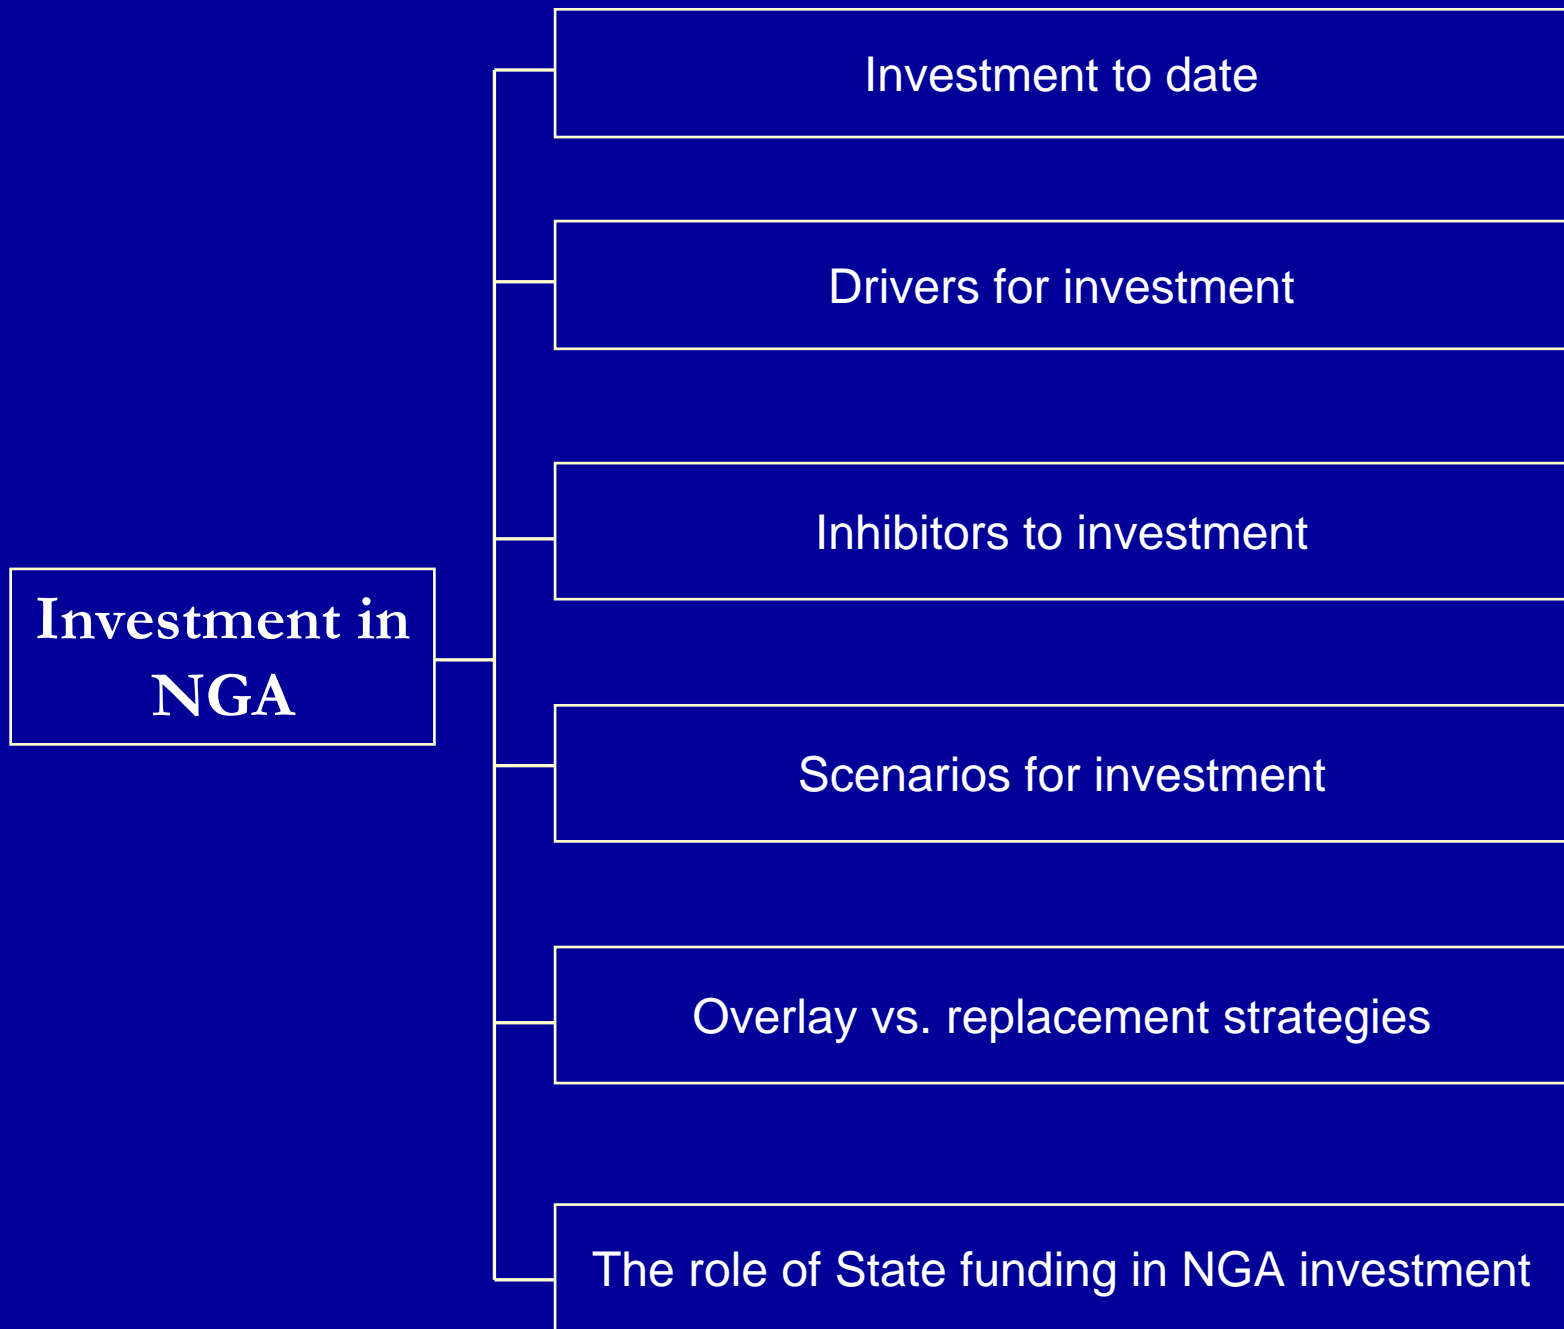 Investment to date
Drivers for investment
Inhibitors to investment
Investment in
NGA
Scenarios for investment
Overlay vs. replacement strategies
The role of State funding in NGA investment